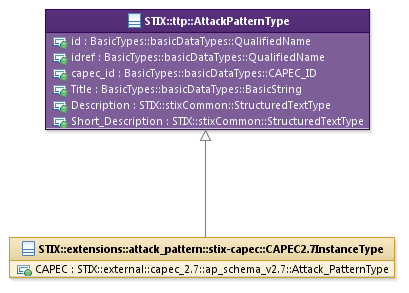 STIX::ttp::AttackPatternType
id : BasicTypes::basicDataTypes::QualifiedName
idref : BasicTypes::basicDataTypes::QualifiedName
capec_id : BasicTypes::basicDataTypes::CAPEC_ID
Title : BasicTypes::basicDataTypes::BasicString
Description : STIX::stixCommon::StructuredTextType
Short_Description : STIX::stixCommon::StructuredTextType
STIX::extensions::attack_pattern::stix-capec::CAPEC2.7InstanceType
CAPEC : STIX::external::capec_2.7::ap_schema_v2.7::Attack_PatternType